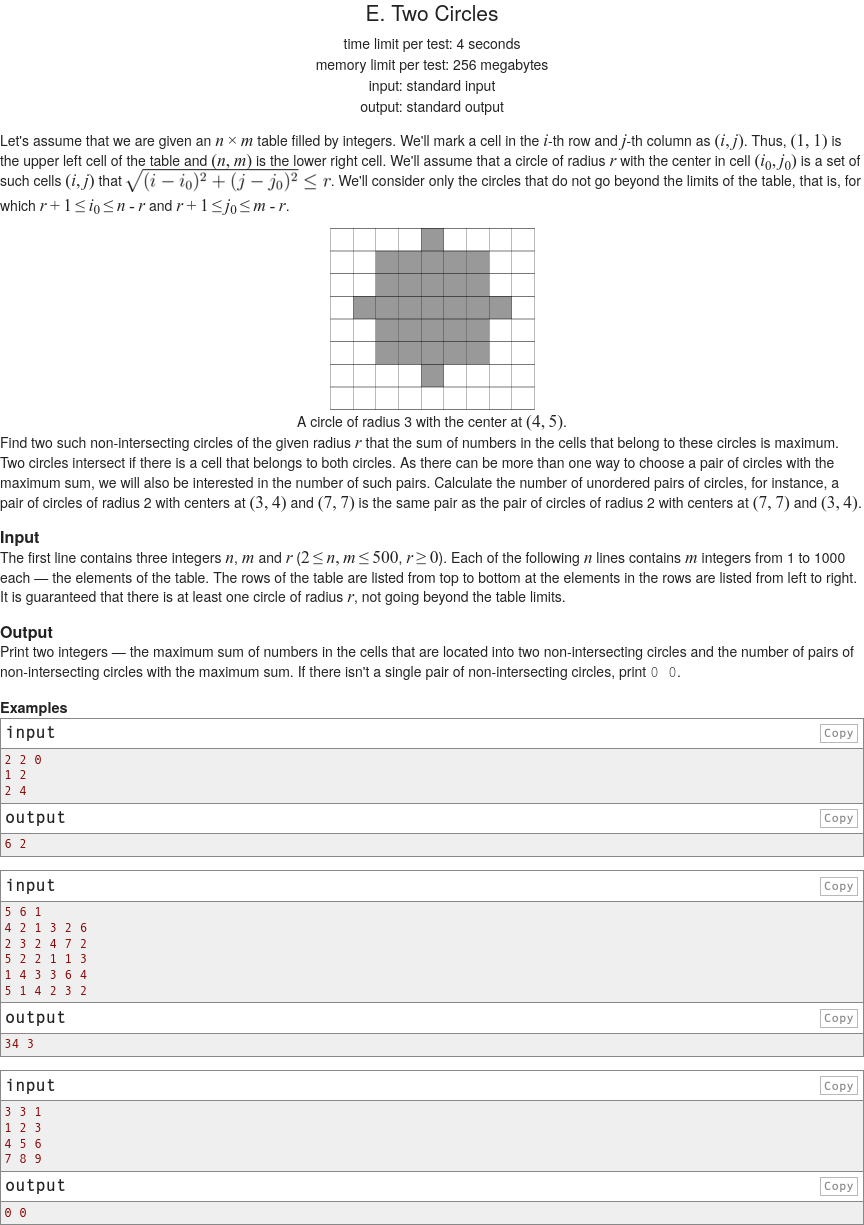 E. Two Circles
time limit per test: 4 seconds
memory limit per test: 256 megabytes
input: standard input
output: standard output
Let's assume that we are given an n × m table filled by integers. We'll mark a cell in the i-th row and j-th column as (i, j). Thus, (1, 1) is
the upper left cell of the table and (n, m) is the lower right cell. We'll assume that a circle of radius r with the center in cell (i₀, j₀) is a set of
such cells (i, j) that √((i − i₀)² + (j − j₀)²) ≤ r. We'll consider only the circles that do not go beyond the limits of the table, that is, for
which r + 1 ≤ i₀ ≤ n - r and r + 1 ≤ j₀ ≤ m - r.
A circle of radius 3 with the center at (4, 5).
Find two such non-intersecting circles of the given radius r that the sum of numbers in the cells that belong to these circles is maximum.
Two circles intersect if there is a cell that belongs to both circles. As there can be more than one way to choose a pair of circles with the
maximum sum, we will also be interested in the number of such pairs. Calculate the number of unordered pairs of circles, for instance, a
pair of circles of radius 2 with centers at (3, 4) and (7, 7) is the same pair as the pair of circles of radius 2 with centers at (7, 7) and (3, 4).
Input
The first line contains three integers n, m and r (2 ≤ n, m ≤ 500, r ≥ 0). Each of the following n lines contains m integers from 1 to 1000
each — the elements of the table. The rows of the table are listed from top to bottom at the elements in the rows are listed from left to right.
It is guaranteed that there is at least one circle of radius r, not going beyond the table limits.
Output
Print two integers — the maximum sum of numbers in the cells that are located into two non-intersecting circles and the number of pairs of
non-intersecting circles with the maximum sum. If there isn't a single pair of non-intersecting circles, print 0 0.
Examples
input Copy
2 2 0
1 2
2 4
output Copy
6 2
input Copy
5 6 1
4 2 1 3 2 6
2 3 2 4 7 2
5 2 2 1 1 3
1 4 3 3 6 4
5 1 4 2 3 2
output Copy
34 3
input Copy
3 3 1
1 2 3
4 5 6
7 8 9
output Copy
0 0